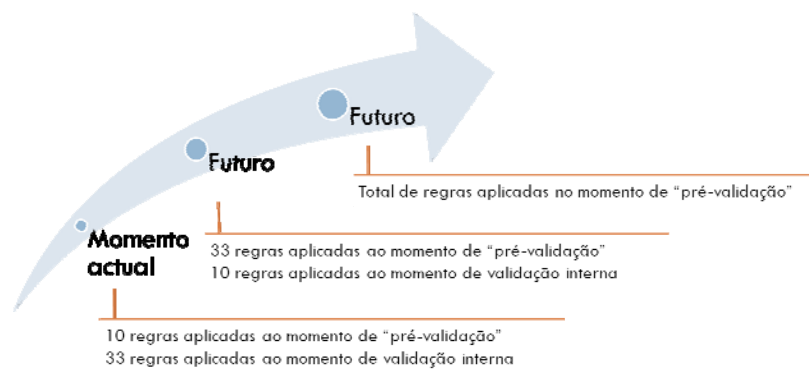 Futuro
Total de regras aplicadas no momento de “pré-validação”
Futuro
33 regras aplicadas ao momento de “pré-validação”
10 regras aplicadas ao momento de validação interna
Momento
actual
10 regras aplicadas ao momento de “pré-validação”
33 regras aplicadas ao momento de validação interna